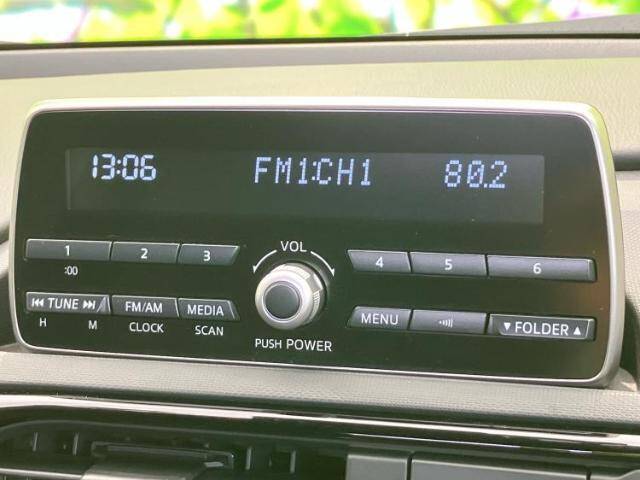 13:06 FM1:CH1 80.2
VOL
1 2 3 4 5 6
:00
TUNE FM/AM MEDIA MENU ▼ FOLDER ▲
H M CLOCK SCAN
PUSH POWER